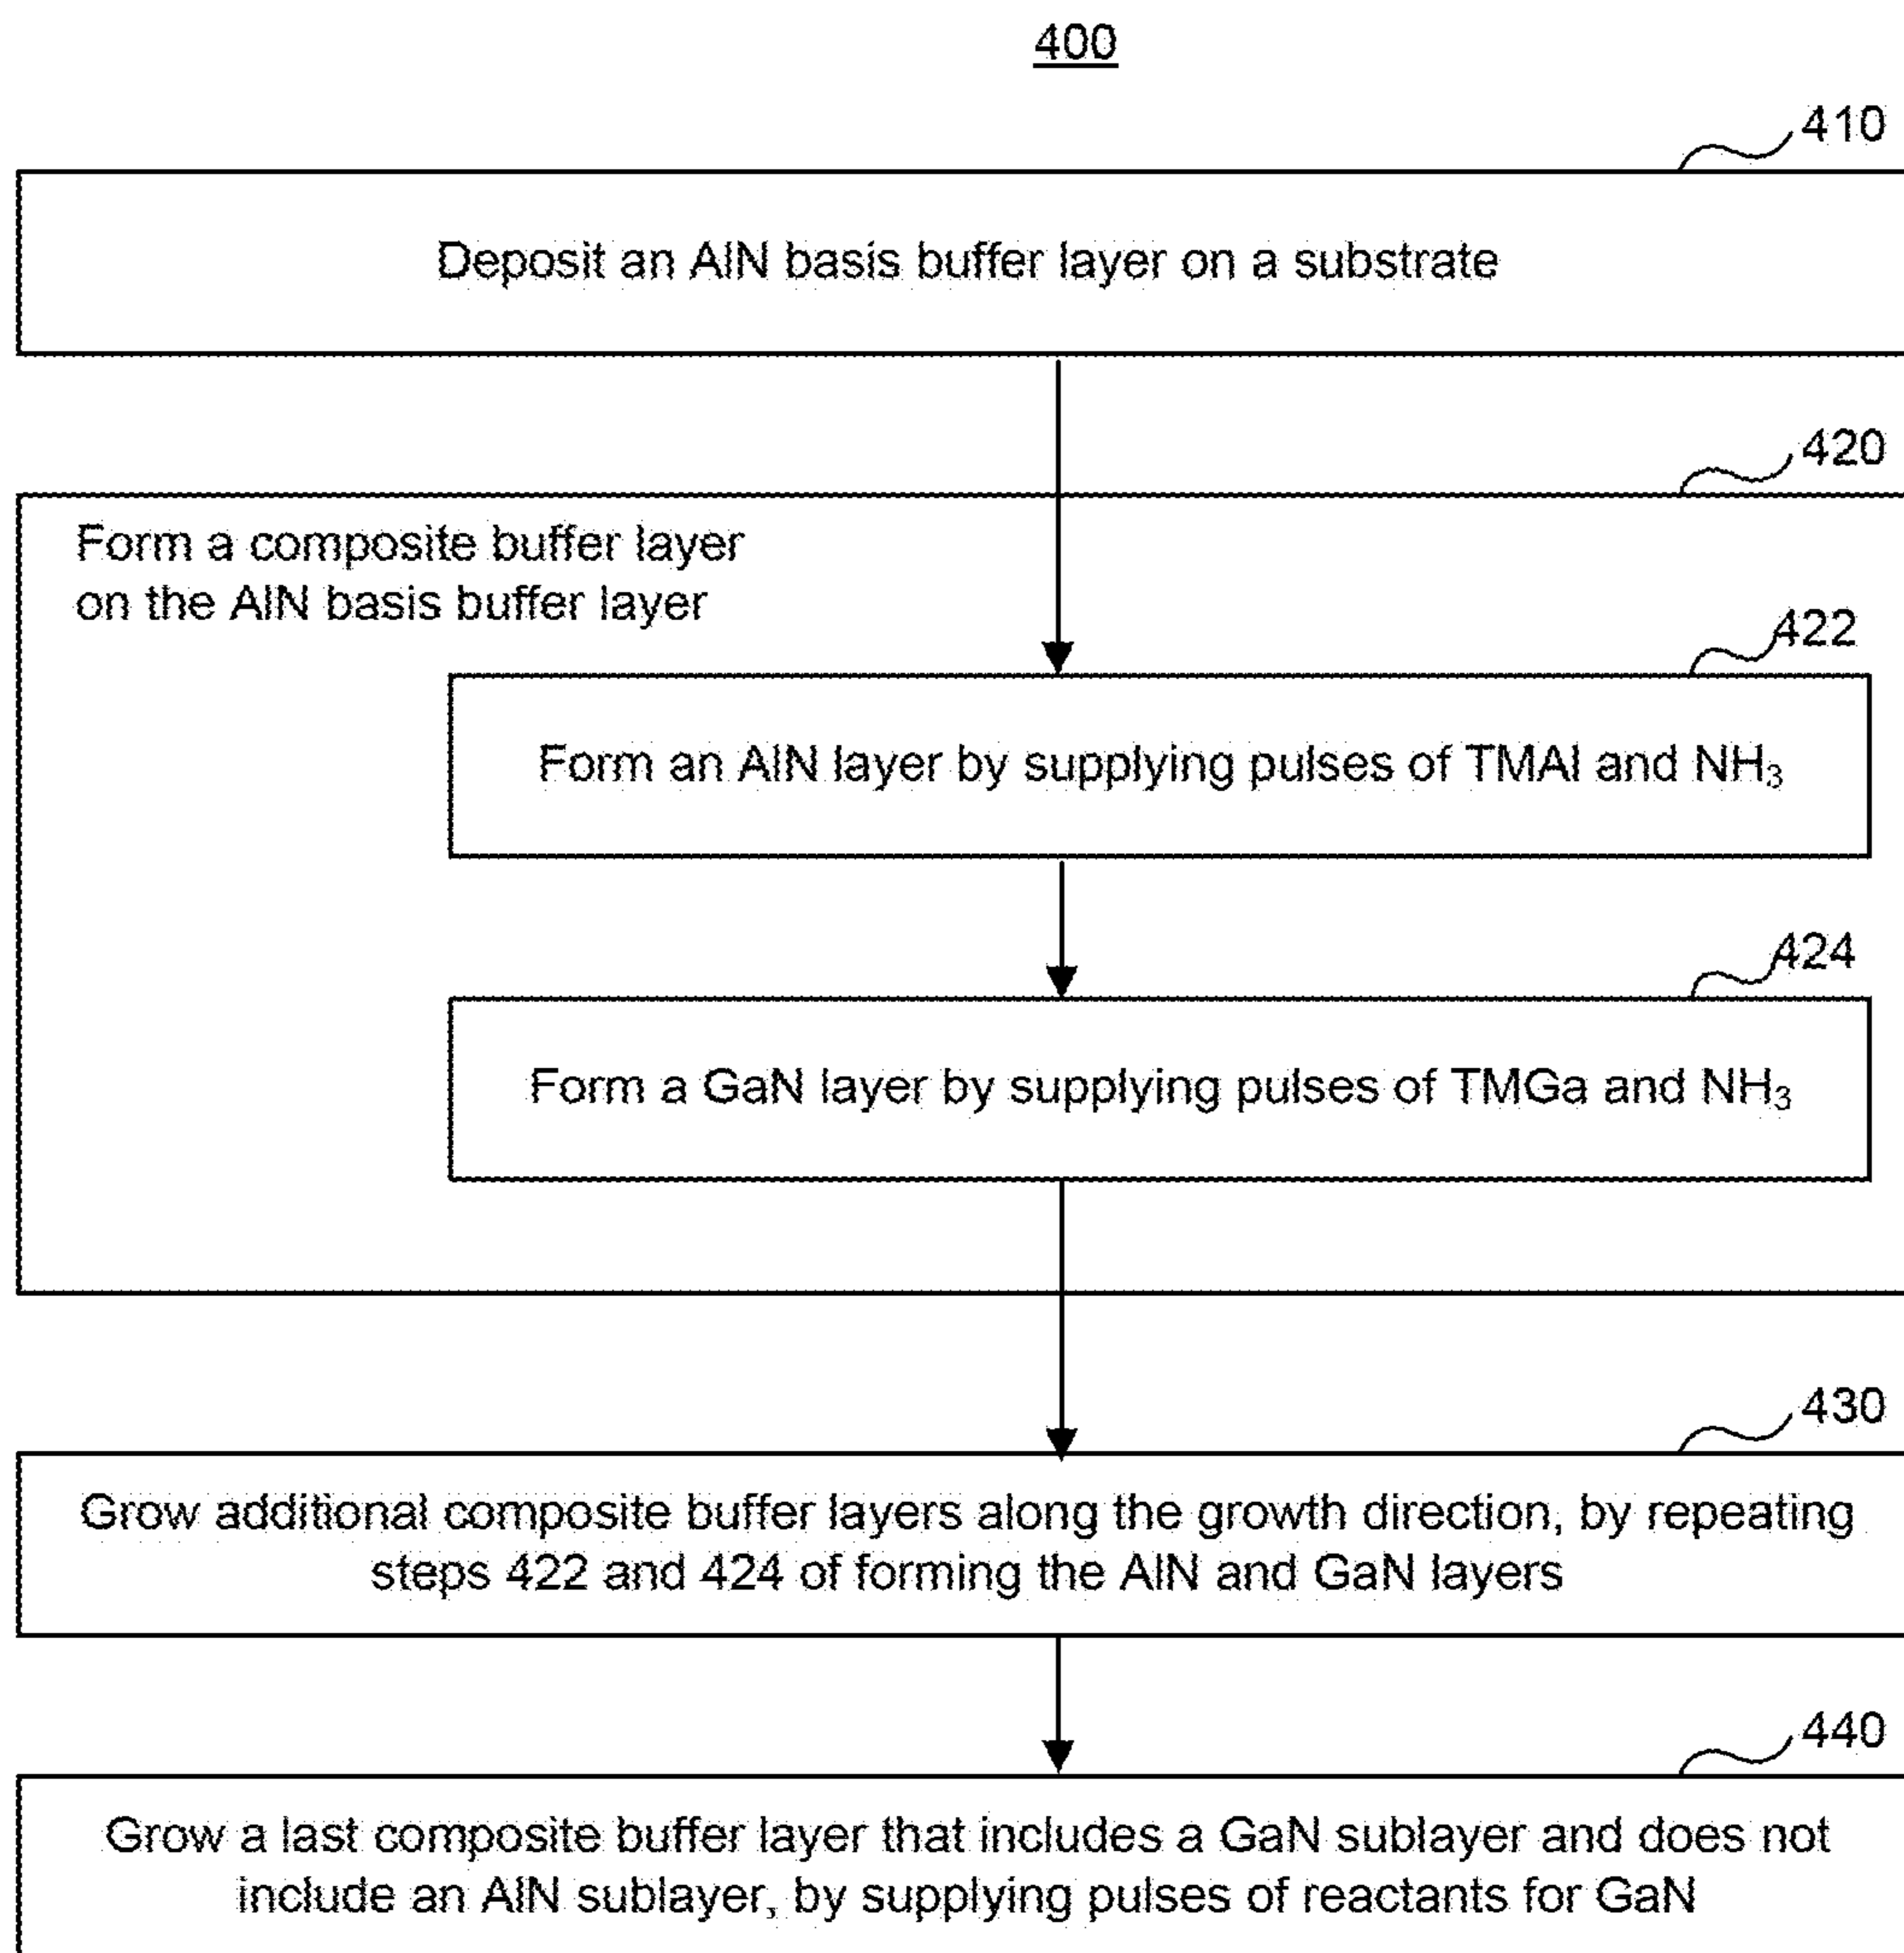 400
410
Deposit an AlN basis buffer layer on a substrate
420
Form a composite buffer layer
on the AlN basis buffer layer
422
Form an AlN layer by supplying pulses of TMAl and NH₃
424
Form a GaN layer by supplying pulses of TMGa and NH₃
430
Grow additional composite buffer layers along the growth direction, by repeating
steps 422 and 424 of forming the AlN and GaN layers
440
Grow a last composite buffer layer that includes a GaN sublayer and does not
include an AlN sublayer, by supplying pulses of reactants for GaN